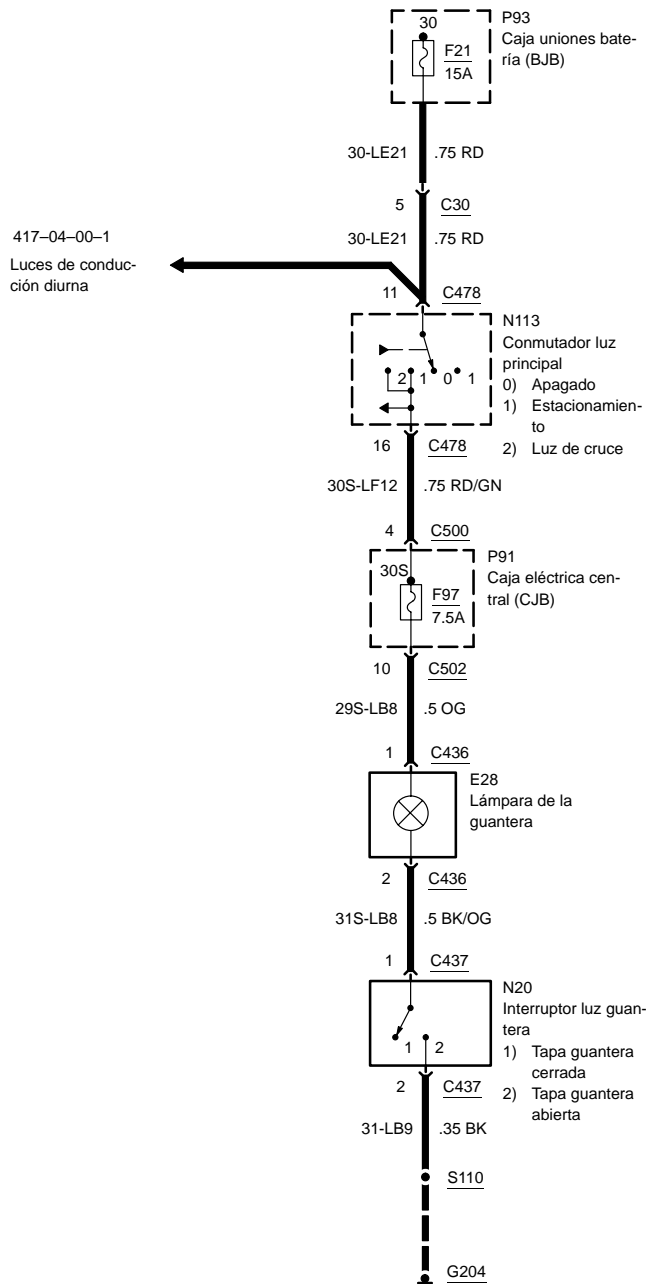 30
F21
15A
P93
Caja uniones bate-
ría (BJB)
30-LE21 .75 RD
5 C30
30-LE21 .75 RD
417–04–00–1
Luces de conduc-
ción diurna
11 C478
2 1 0 1
N113
Conmutador luz
principal
0) Apagado
1) Estacionamien-
to
2) Luz de cruce
16 C478
30S-LF12 .75 RD/GN
4 C500
30S
F97
7.5A
P91
Caja eléctrica cen-
tral (CJB)
10 C502
29S-LB8 .5 OG
1 C436
E28
Lámpara de la
guantera
2 C436
31S-LB8 .5 BK/OG
1 C437
1 2
N20
Interruptor luz guan-
tera
1) Tapa guantera
cerrada
2) Tapa guantera
abierta
2 C437
31-LB9 .35 BK
S110
G204